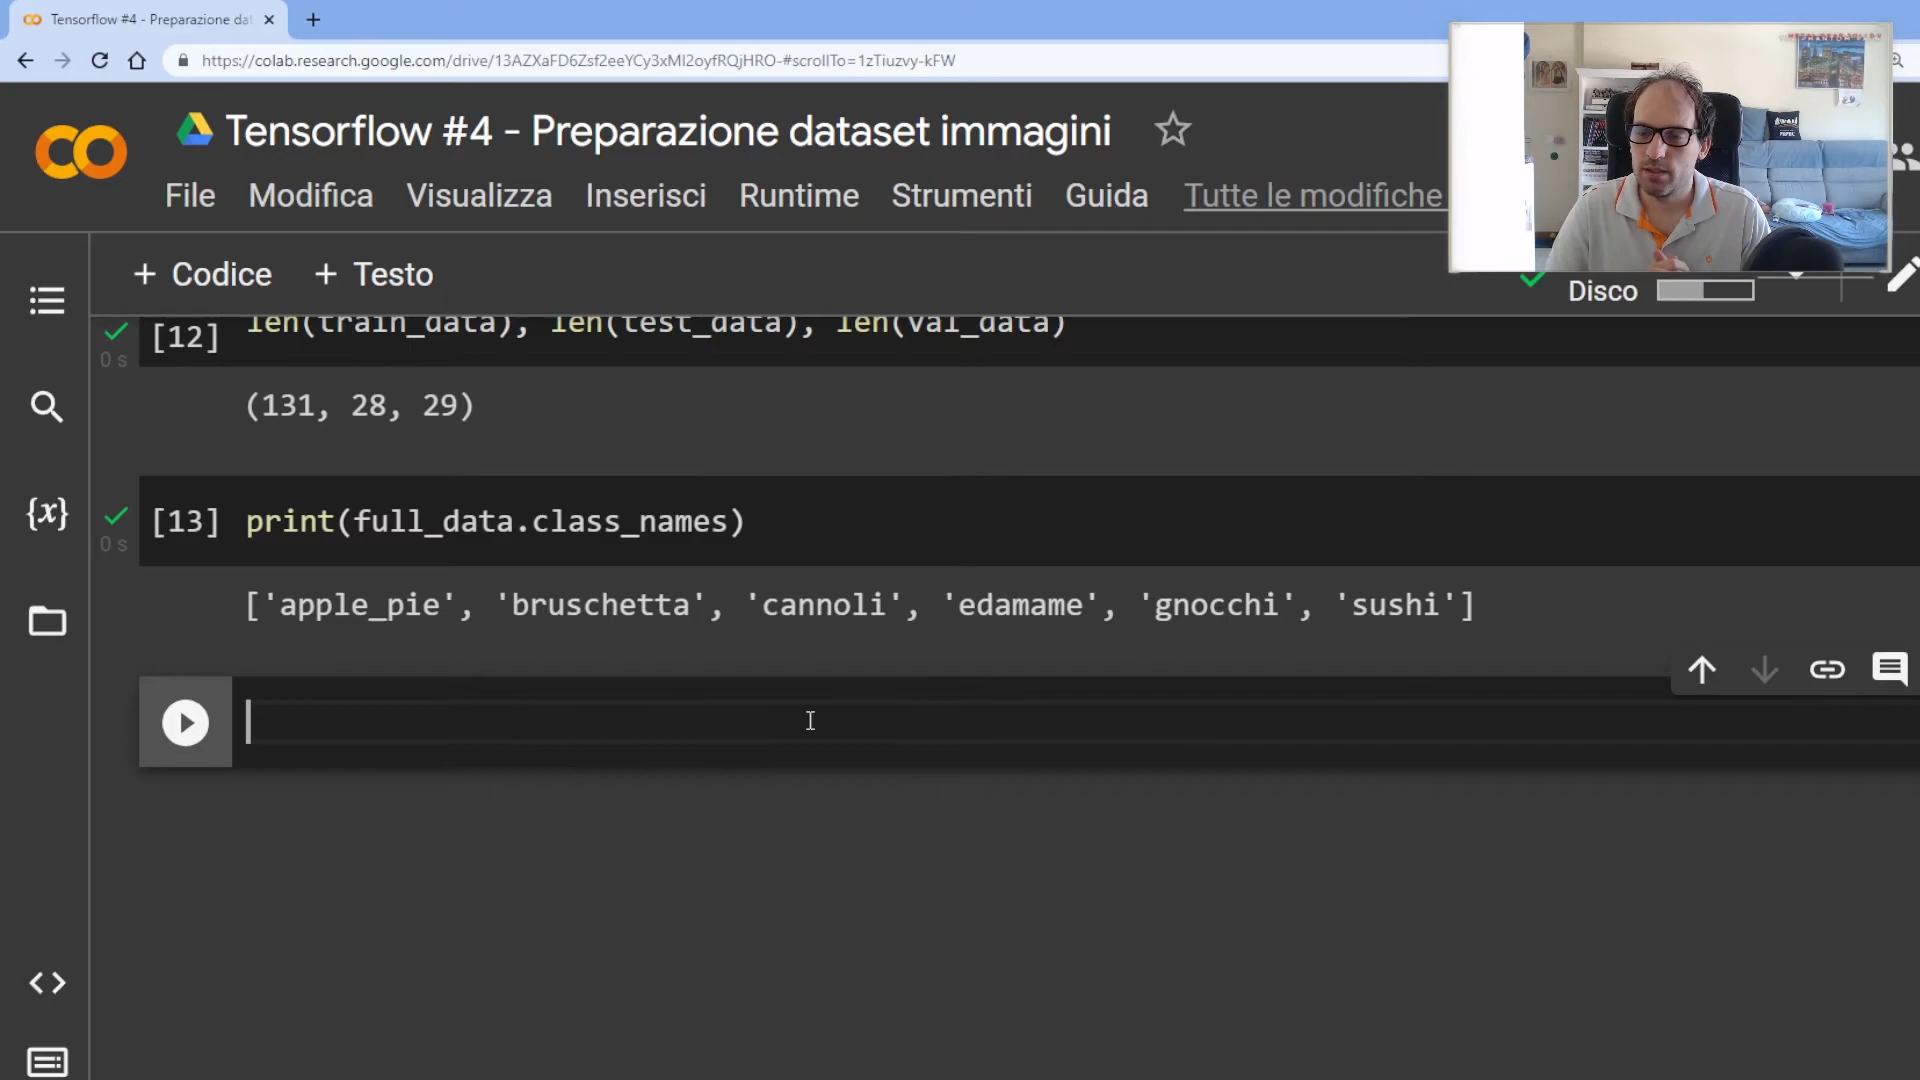 Tensorflow #4 - Preparazione dat
https://colab.research.google.com/drive/13AZXaFD6Zsf2eeYCy3xMI2oyfRQjHRO-#scrollTo=1zTiuzvy-kFW
Tensorflow #4 - Preparazione dataset immagini
File Modifica Visualizza Inserisci Runtime Strumenti Guida Tutte le modifiche
+ Codice + Testo
Disco
[12] len(train_data), len(test_data), len(val_data)
0 s
(131, 28, 29)
[13] print(full_data.class_names)
0 s
['apple_pie', 'bruschetta', 'cannoli', 'edamame', 'gnocchi', 'sushi']